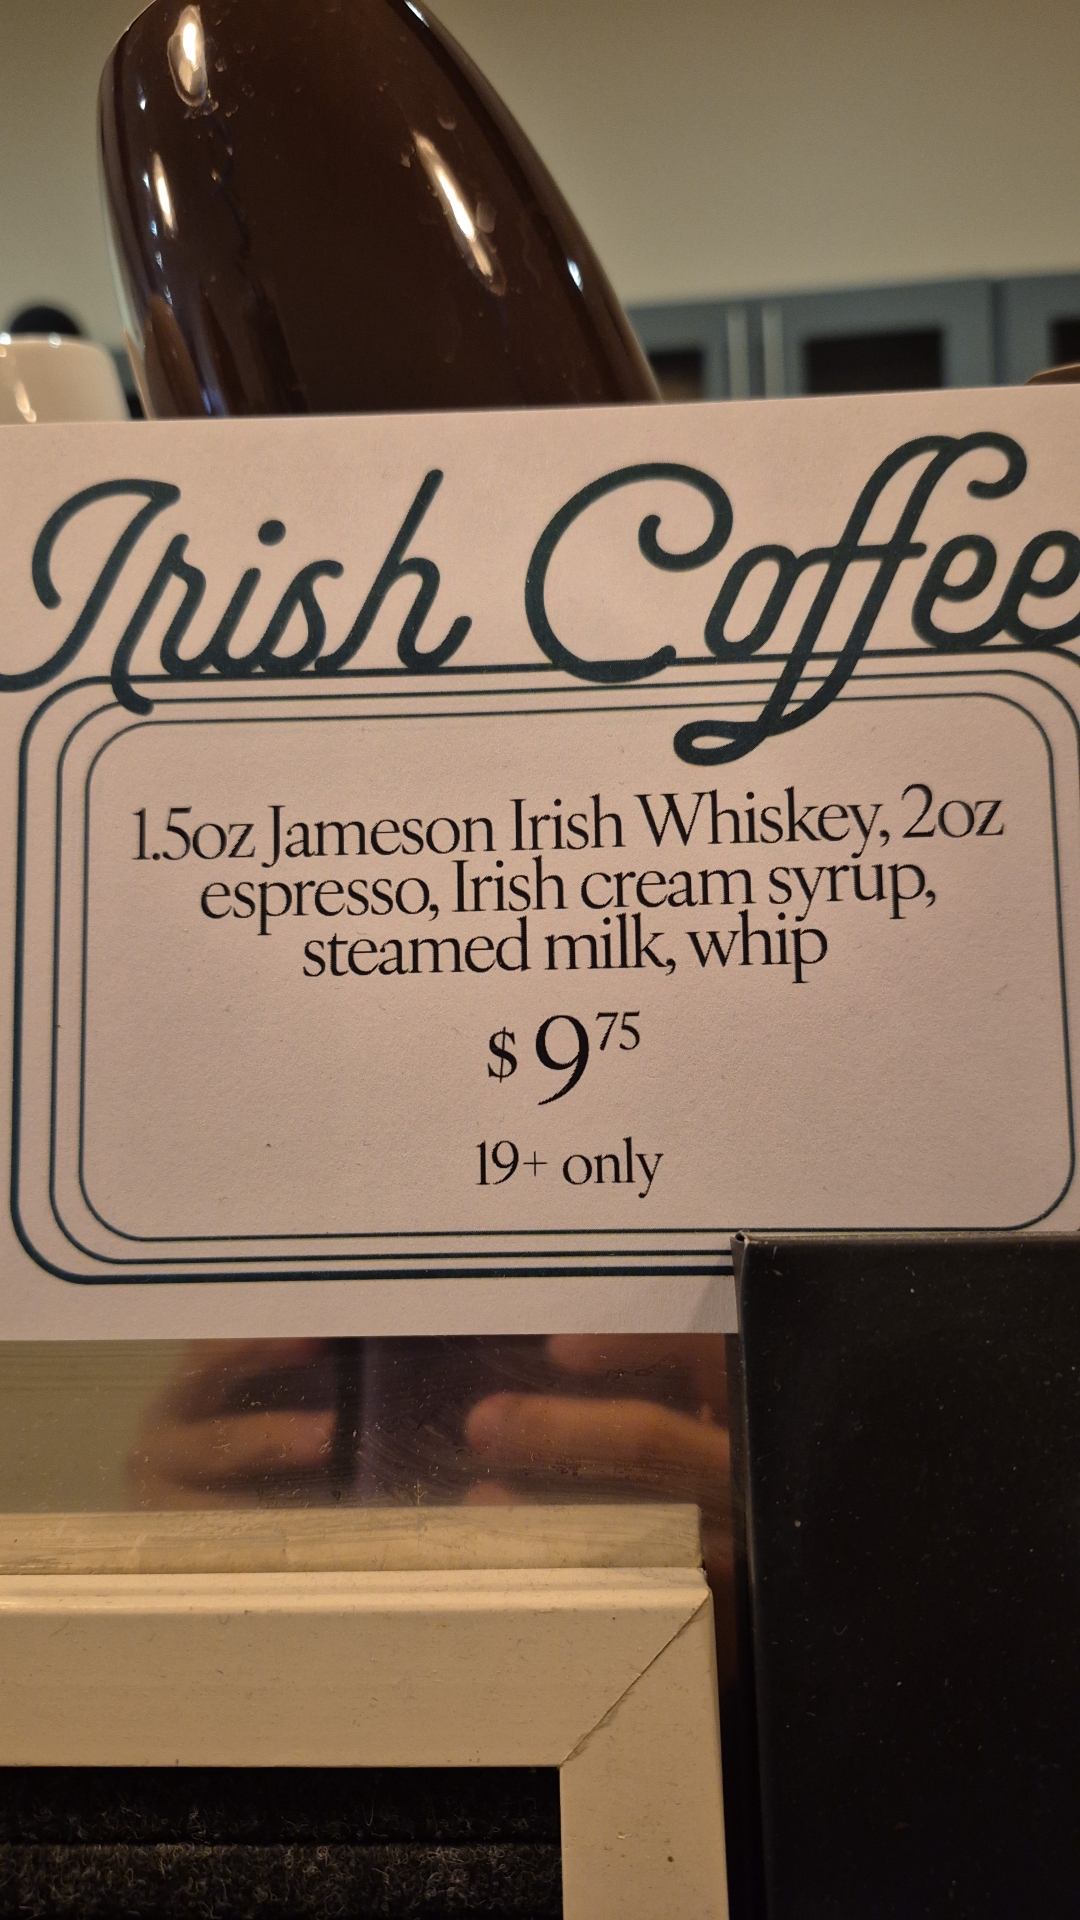 Irish Coffee
1.5oz Jameson Irish Whiskey, 2oz
espresso, Irish cream syrup,
steamed milk, whip
$9.75
19+ only